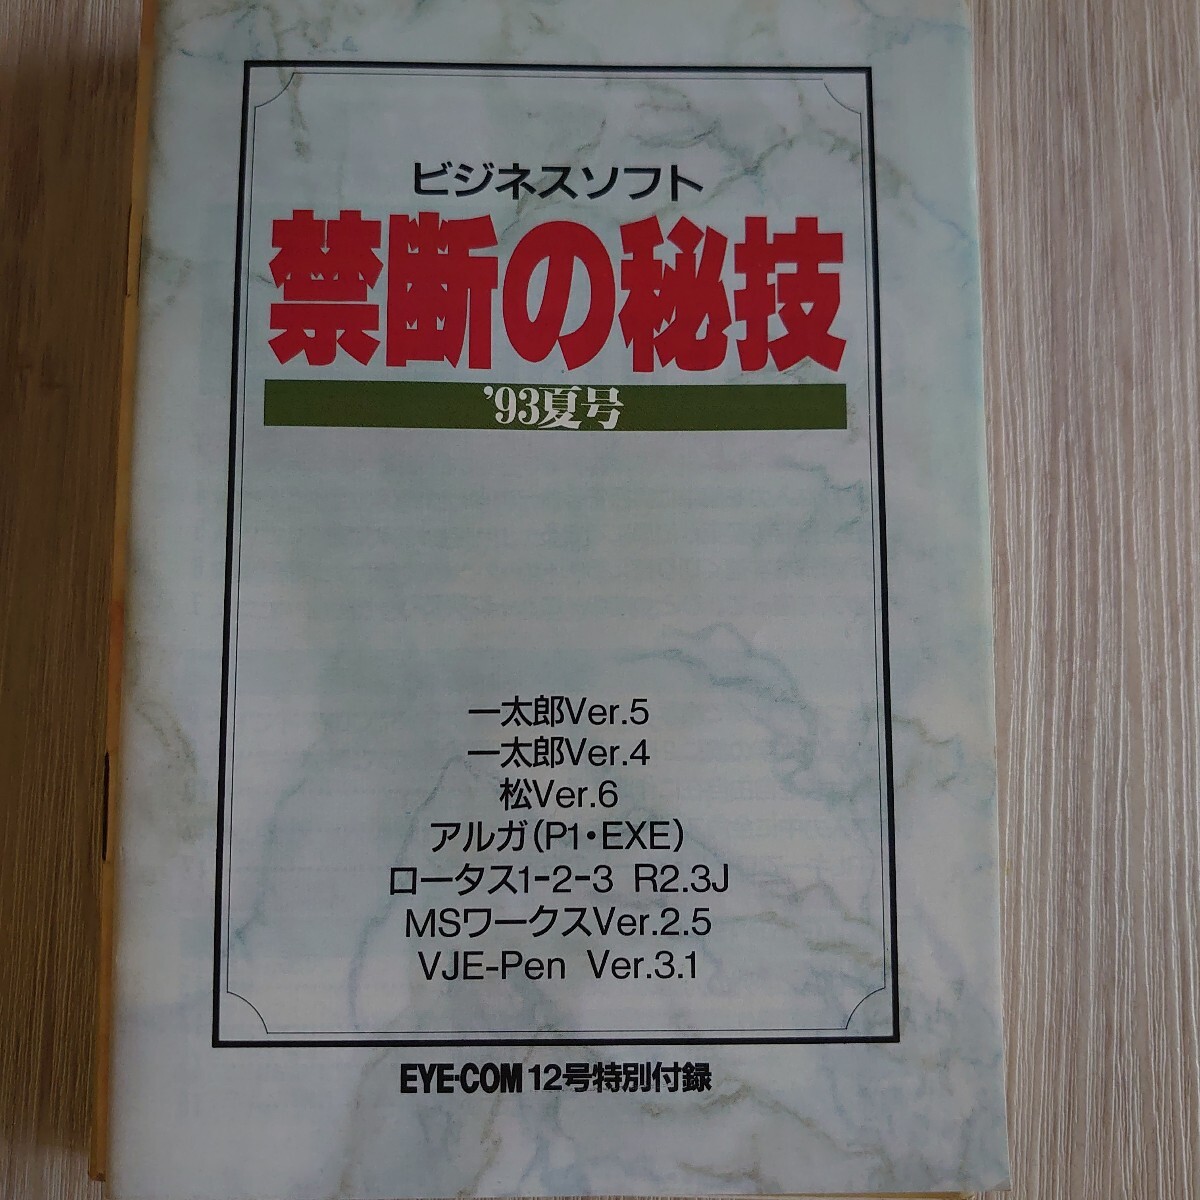 ビジネスソフト
禁断の秘技
'93夏号
一太郎Ver.5
一太郎Ver.4
松Ver.6
アルガ(P1・EXE)
ロータス1-2-3 R2.3J
MSワークスVer.2.5
VJE-Pen Ver.3.1
EYE・COM 12号特別付録